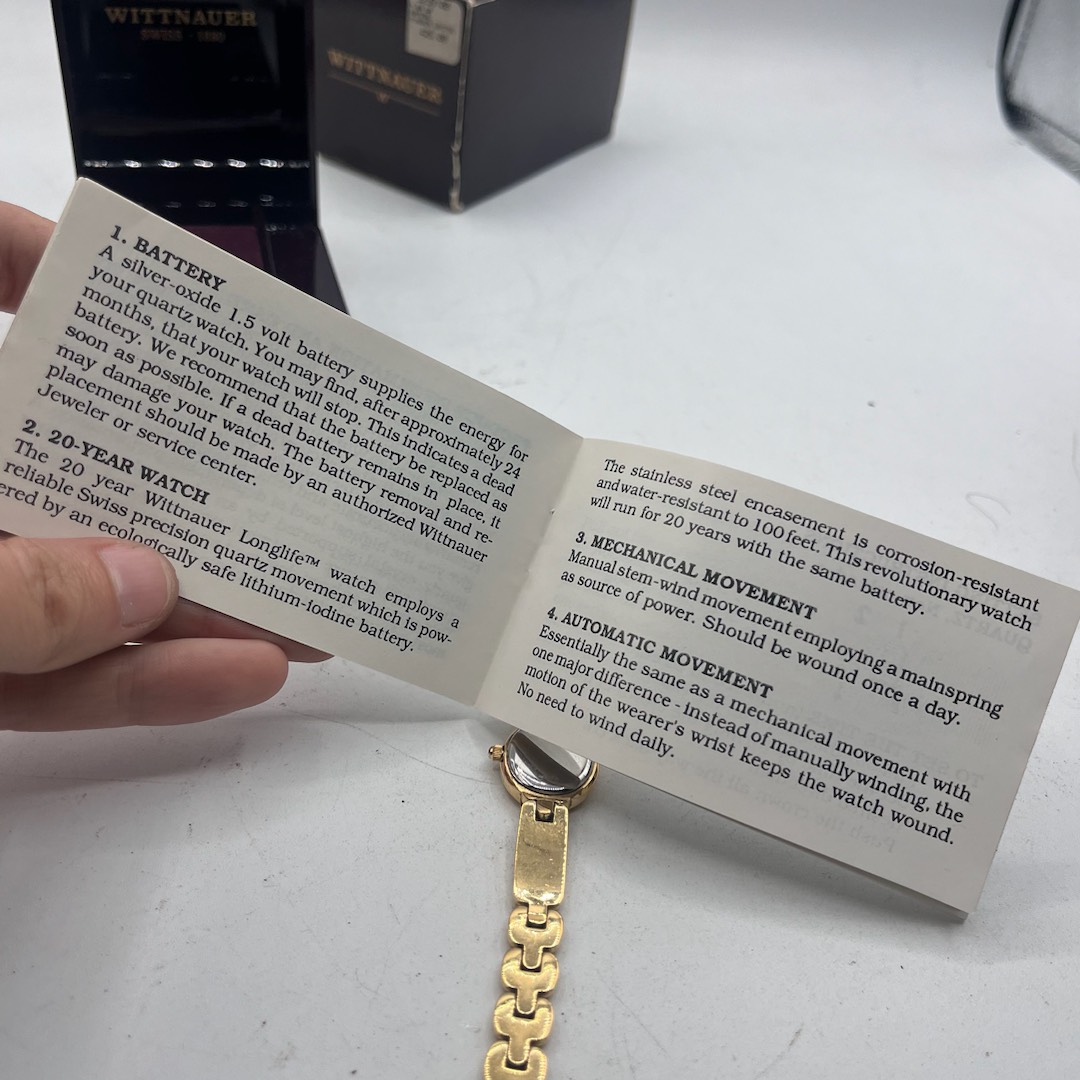 WITTNAUER
SWISS · 1880
WITTNAUER
1. BATTERY
A silver-oxide 1.5 volt battery supplies the energy for
your quartz watch. You may find, after approximately 24
months, that your watch will stop. This indicates a dead
battery. We recommend that the battery be replaced as
soon as possible. If a dead battery remains in place, it
may damage your watch. The battery removal and re-
placement should be made by an authorized Wittnauer
Jeweler or service center.
2. 20-YEAR WATCH
The 20 year Wittnauer Longlife™ watch employs a
reliable Swiss precision quartz movement which is pow-
ered by an ecologically safe lithium-iodine battery.
The stainless steel encasement is corrosion-resistant
and water-resistant to 100 feet. This revolutionary watch
will run for 20 years with the same battery.
3. MECHANICAL MOVEMENT
Manual stem-wind movement employing a mainspring
as source of power. Should be wound once a day.
4. AUTOMATIC MOVEMENT
Essentially the same as a mechanical movement with
one major difference - instead of manually winding, the
motion of the wearer's wrist keeps the watch wound.
No need to wind daily.